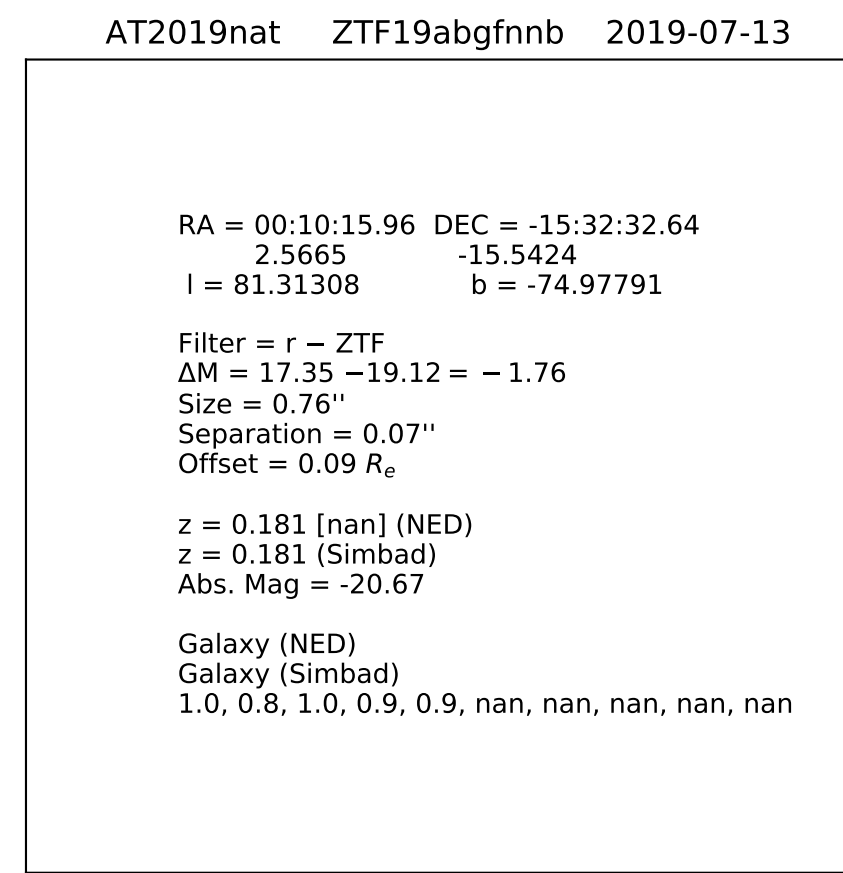 AT2019nat ZTF19abgfnnb 2019-07-13
RA = 00:10:15.96 DEC = -15:32:32.64
2.5665 -15.5424
l = 81.31308 b = -74.97791
Filter = r − ZTF
ΔM = 17.35 −19.12 = −1.76
Size = 0.76''
Separation = 0.07''
Offset = 0.09 Re
z = 0.181 [nan] (NED)
z = 0.181 (Simbad)
Abs. Mag = -20.67
Galaxy (NED)
Galaxy (Simbad)
1.0, 0.8, 1.0, 0.9, 0.9, nan, nan, nan, nan, nan